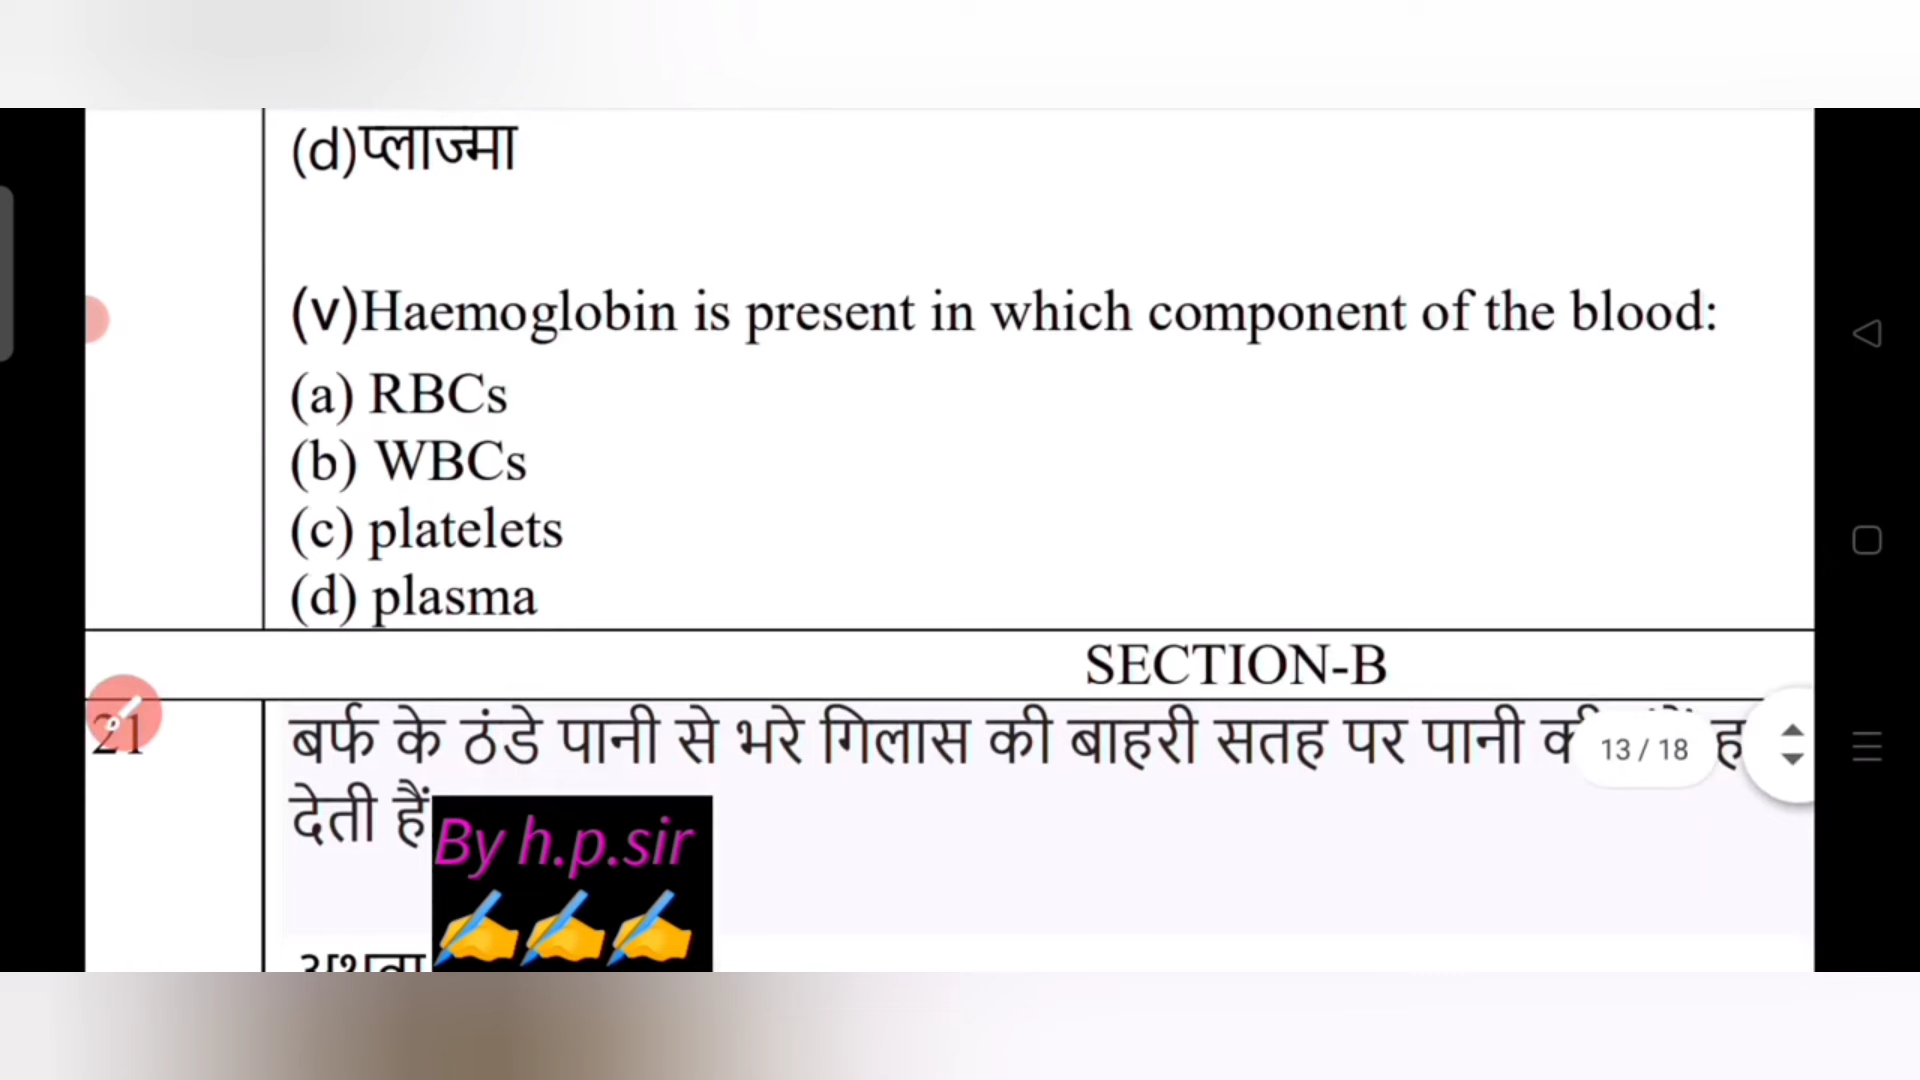 (d)प्लाज्मा
(v)Haemoglobin is present in which component of the blood:
(a) RBCs
(b) WBCs
(c) platelets
(d) plasma
SECTION-B
21
बर्फ के ठंडे पानी से भरे गिलास की बाहरी सतह पर पानी
13 / 18
देती हैं
By h.p.sir